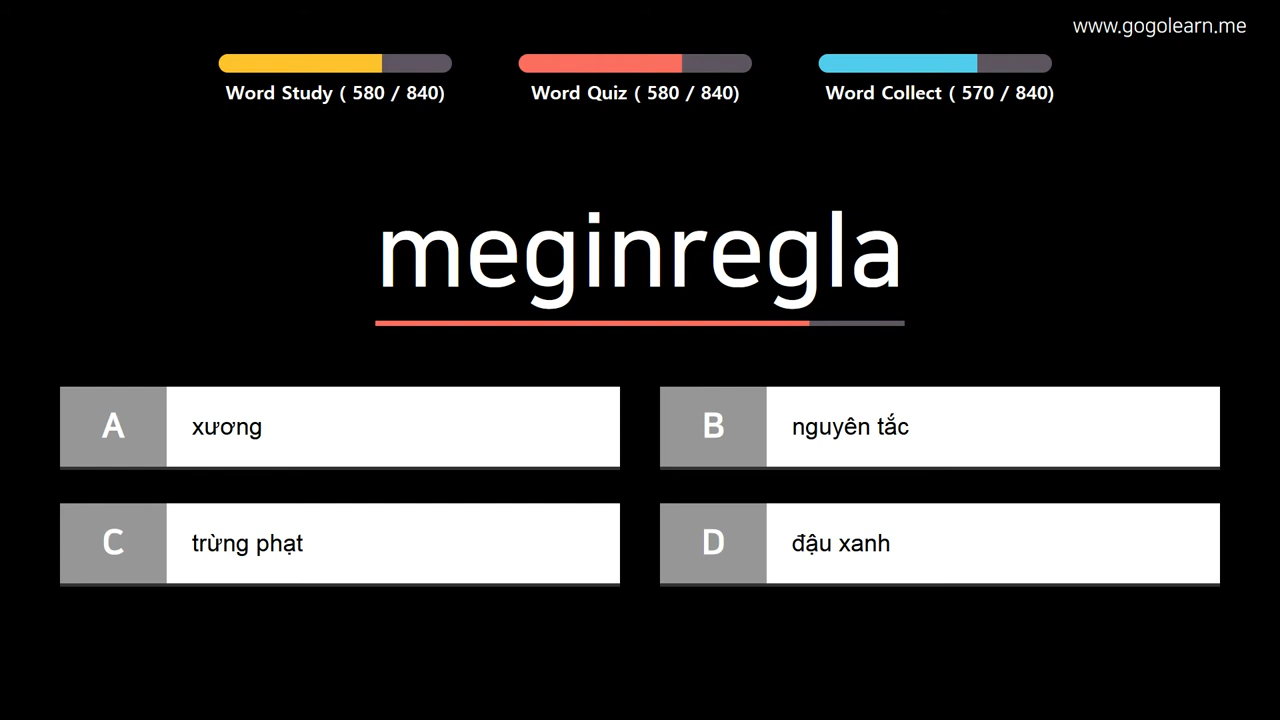 www.gogolearn.me
Word Study ( 580 / 840)
Word Quiz ( 580 / 840)
Word Collect ( 570 / 840)
meginregla
A xương
B nguyên tắc
C trừng phạt
D đậu xanh